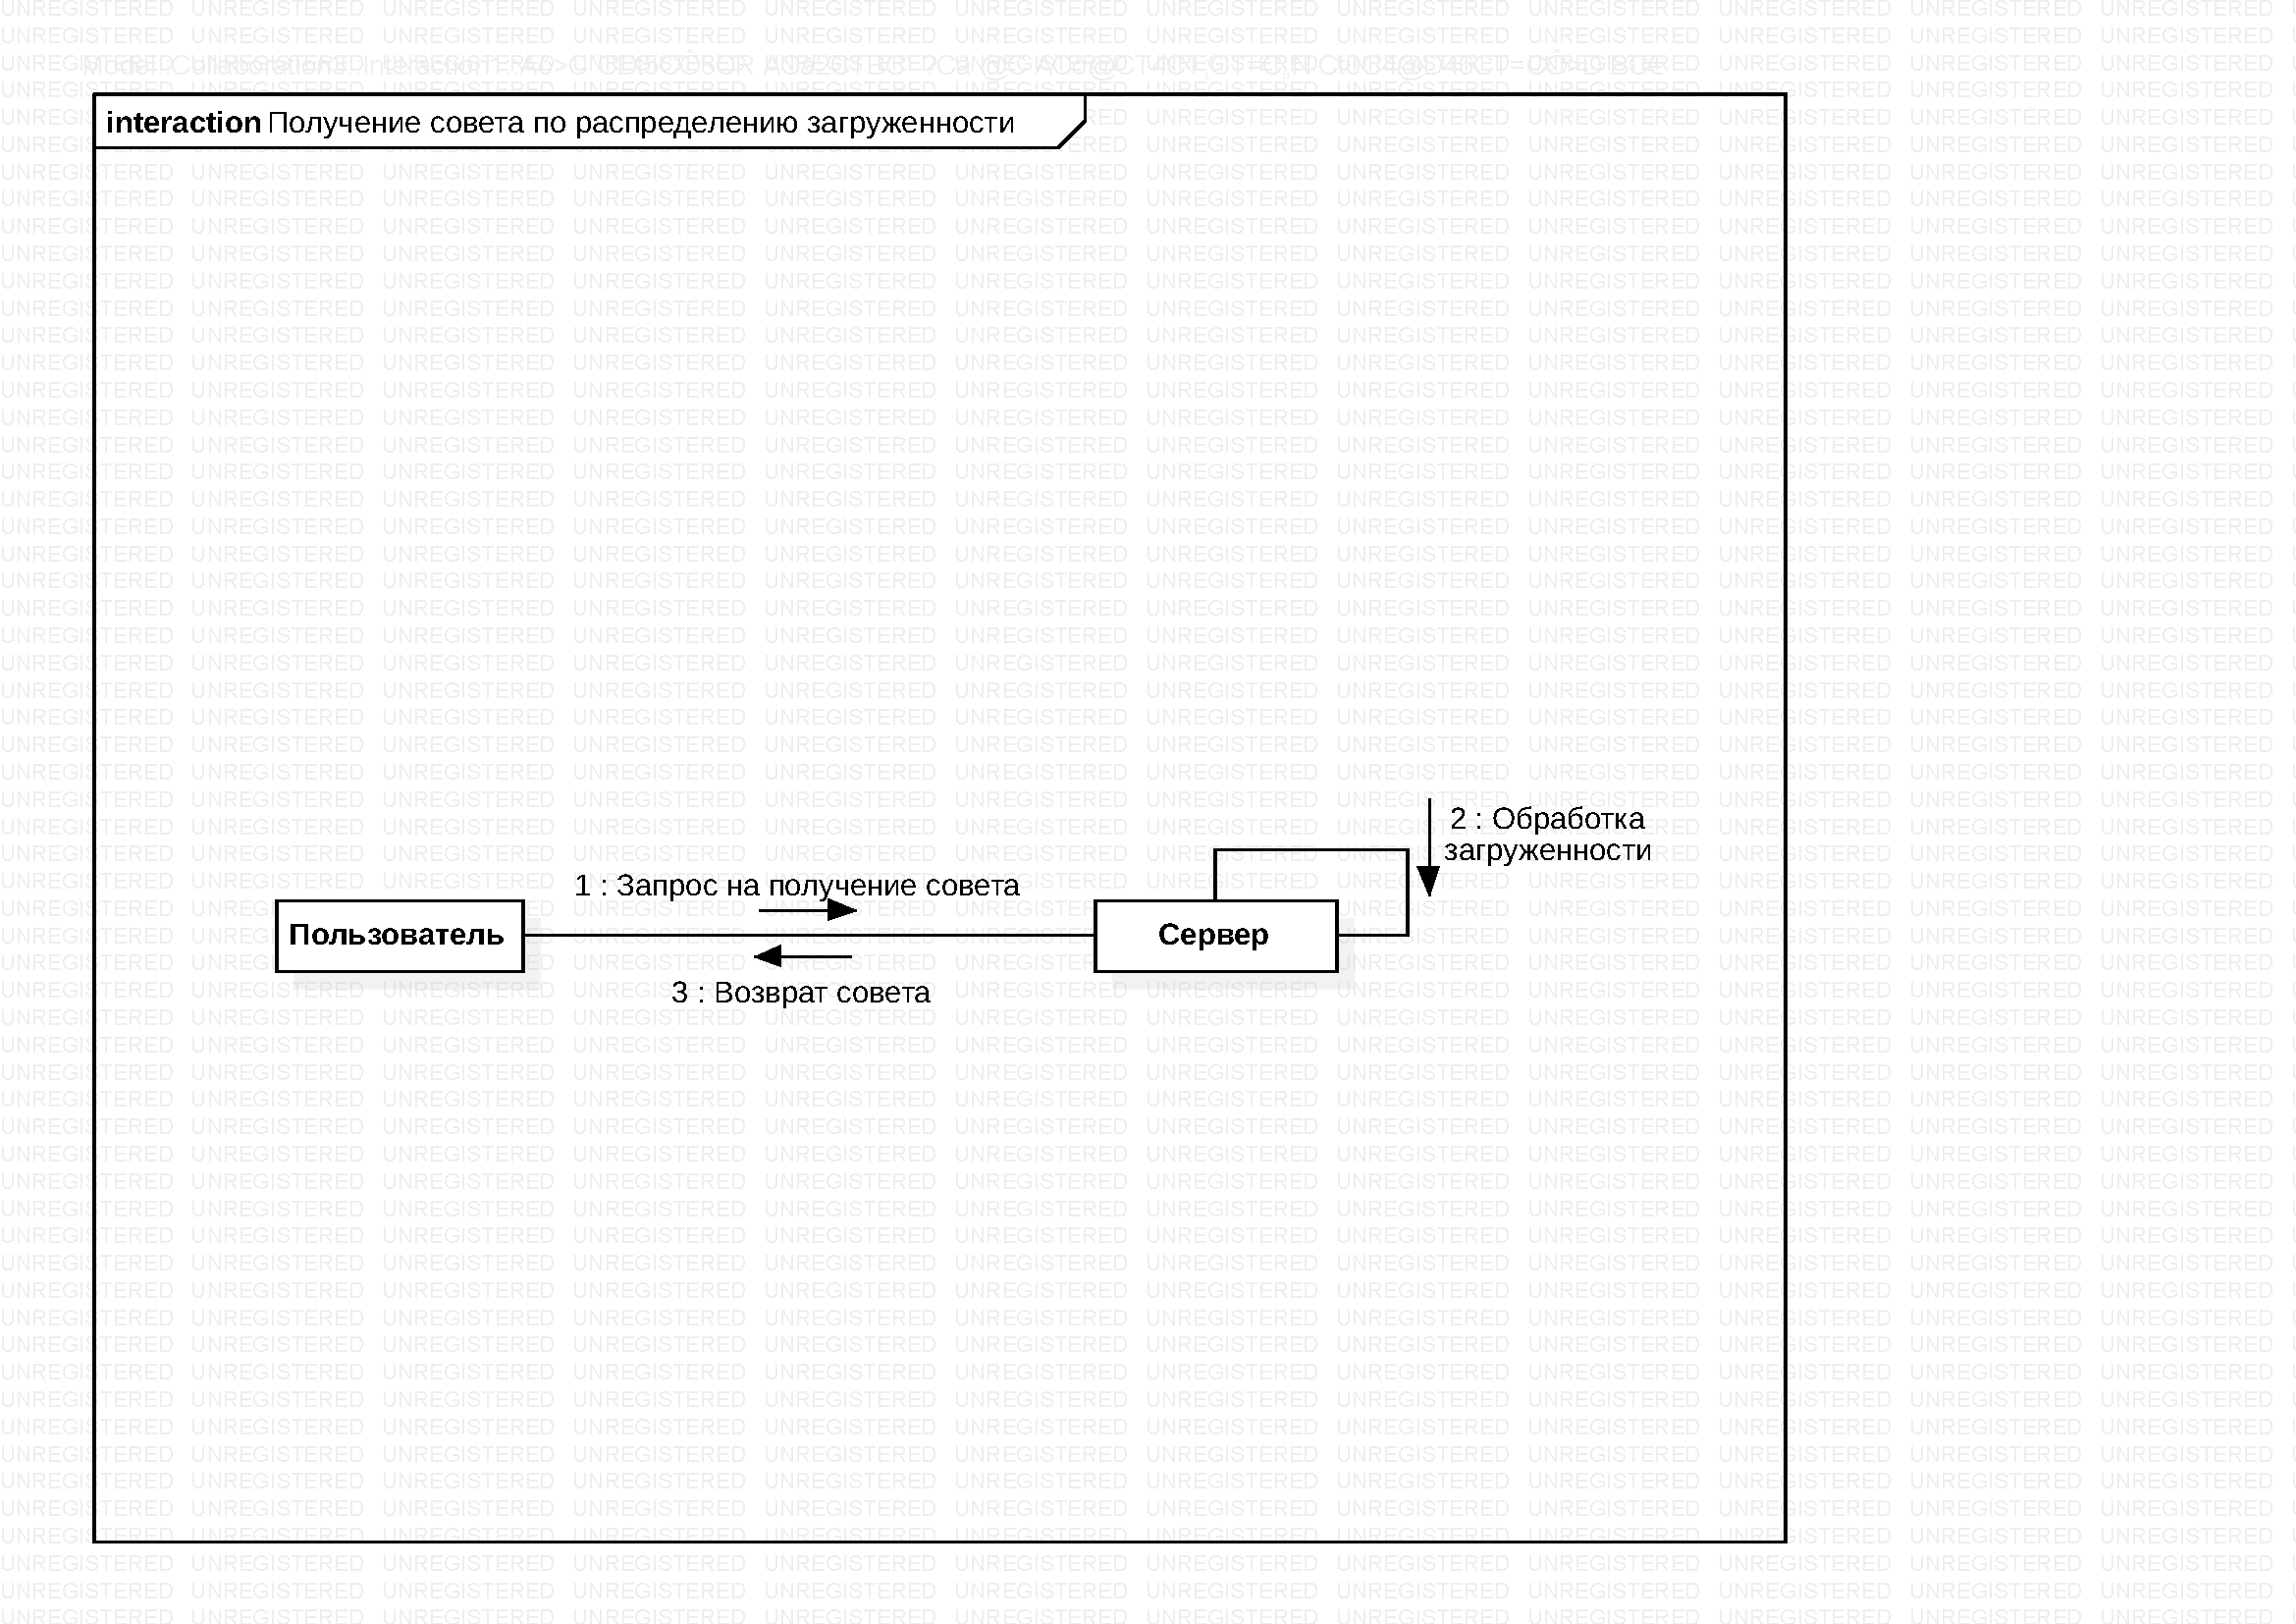 interaction Получение совета по распределению загруженности
2 : Обработка
загруженности
1 : Запрос на получение совета
Пользователь
Сервер
3 : Возврат совета
UNREGISTERED